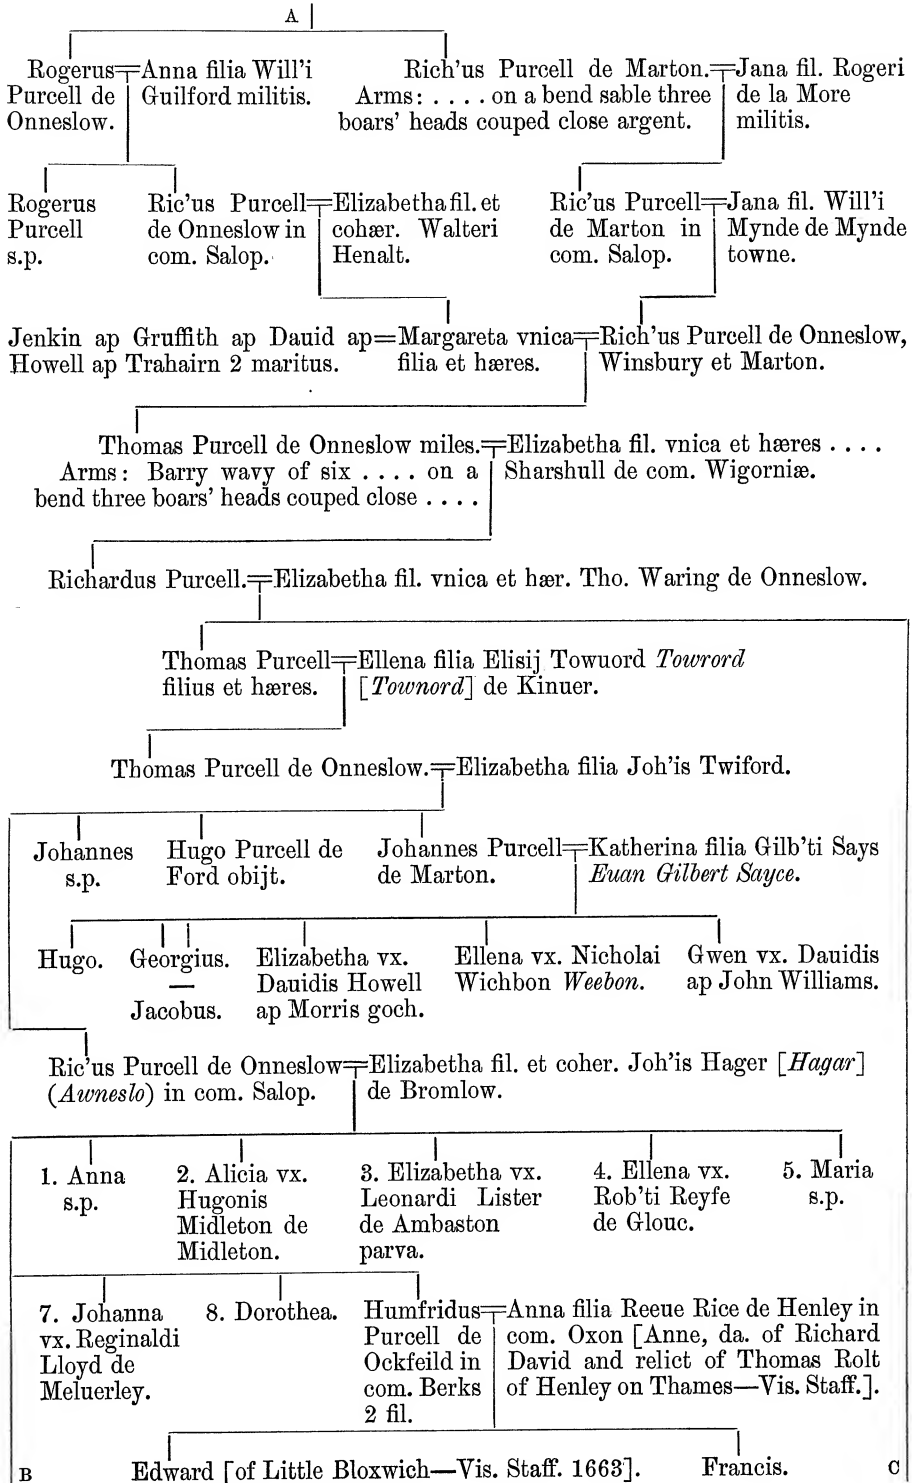 A
Rogerus Anna filia Will'i
Purcell de Guilford militis.
Onneslow.
Rich'us Purcell de Marton. Jana fil. Rogeri
Arms: . . . . on a bend sable three de la More
boars' heads couped close argent. militis.
Rogerus
Purcell
s.p.
Ric'us Purcell Elizabetha fil. et
de Onneslow in cohær. Walteri
com. Salop. Henalt.
Ric'us Purcell Jana fil. Will'i
de Marton in Mynde de Mynde
com. Salop. towne.
Jenkin ap Gruffith ap Dauid ap=Margareta vnica Rich'us Purcell de Onneslow,
Howell ap Trahairn 2 maritus. filia et hæres. Winsbury et Marton.
Thomas Purcell de Onneslow miles. Elizabetha fil. vnica et hæres . . . .
Arms: Barry wavy of six . . . . on a Sharshull de com. Wigorniæ.
bend three boars' heads couped close . . . .
Richardus Purcell. Elizabetha fil. vnica et hær. Tho. Waring de Onneslow.
Thomas Purcell Ellena filia Elisij Towuord Towrord
filius et hæres. [Townord] de Kinuer.
Thomas Purcell de Onneslow. Elizabetha filia Joh'is Twiford.
Johannes
s.p.
Hugo Purcell de
Ford obijt.
Johannes Purcell Katherina filia Gilb'ti Says
de Marton. Euan Gilbert Sayce.
Hugo.
Georgius.
—
Jacobus.
Elizabetha vx.
Dauidis Howell
ap Morris goch.
Ellena vx. Nicholai
Wichbon Weebon.
Gwen vx. Dauidis
ap John Williams.
Ric'us Purcell de Onneslow Elizabetha fil. et coher. Joh'is Hager [Hagar]
(Awneslo) in com. Salop. de Bromlow.
1. Anna
s.p.
2. Alicia vx.
Hugonis
Midleton de
Midleton.
3. Elizabetha vx.
Leonardi Lister
de Ambaston
parva.
4. Ellena vx.
Rob'ti Reyfe
de Glouc.
5. Maria
s.p.
7. Johanna
vx. Reginaldi
Lloyd de
Meluerley.
8. Dorothea.
Humfridus Anna filia Reeue Rice de Henley in
Purcell de com. Oxon [Anne, da. of Richard
Ockfeild in David and relict of Thomas Rolt
com. Berks of Henley on Thames—Vis. Staff.].
2 fil.
B Edward [of Little Bloxwich—Vis. Staff. 1663]. Francis. C